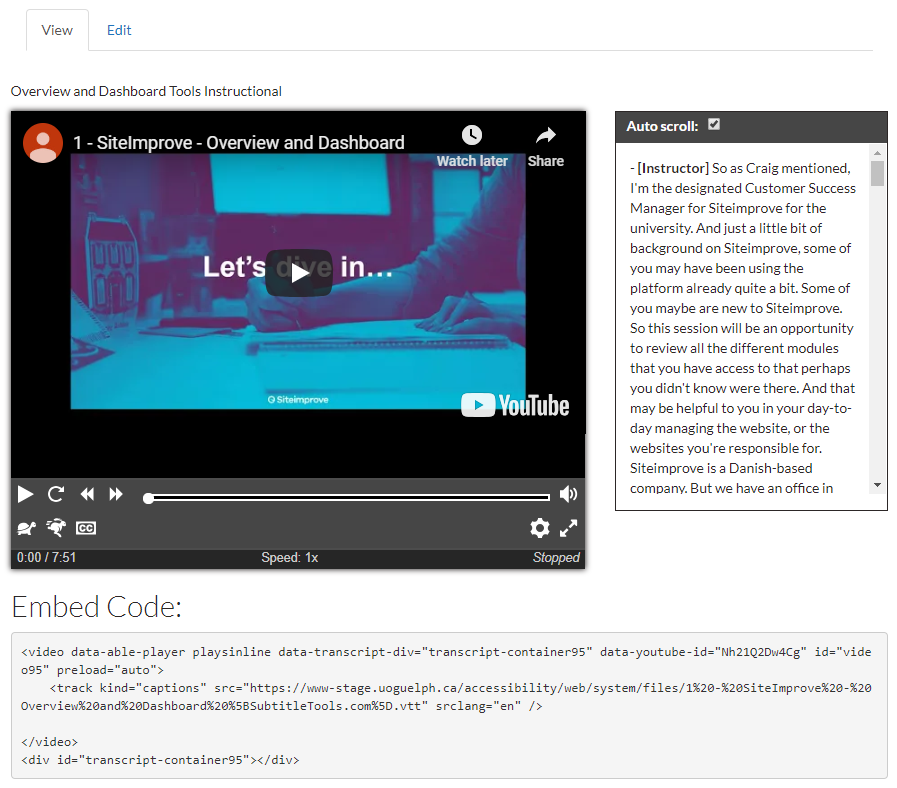 View
Edit
Overview and Dashboard Tools Instructional
1 - SiteImprove - Overview and Dashboard
Watch later
Share
Let's dive in...
Siteimprove
YouTube
CC
0:00 / 7:51
Speed: 1x
Stopped
Auto scroll:
- [Instructor] So as Craig mentioned,
I'm the designated Customer Success
Manager for Siteimprove for the
university. And just a little bit of
background on Siteimprove, some of
you may have been using the
platform already quite a bit. Some of
you maybe are new to Siteimprove.
So this session will be an opportunity
to review all the different modules
that you have access to that perhaps
you didn't know were there. And that
may be helpful to you in your day-to-
day managing the website, or the
websites you're responsible for.
Siteimprove is a Danish-based
company. But we have an office in
Embed Code:
<video data-able-player playsinline data-transcript-div="transcript-container95" data-youtube-id="Nh21Q2Dw4Cg" id="vide
o95" preload="auto">
<track kind="captions" src="https://www-stage.uoguelph.ca/accessibility/web/system/files/1%20-%20SiteImprove%20-%20
Overview%20and%20Dashboard%20%5BSubtitleTools.com%5D.vtt" srclang="en" />
</video>
<div id="transcript-container95"></div>